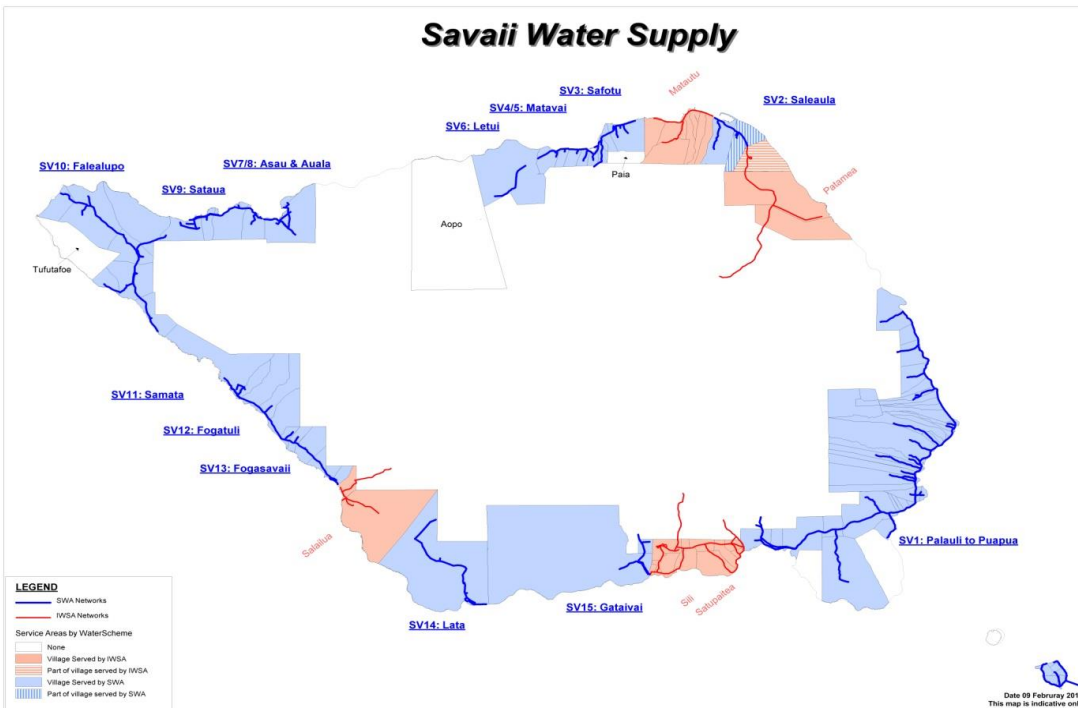 Savaii Water Supply
Matautu
SV3: Safotu
SV2: Saleaula
SV4/5: Matavai
SV6: Letui
SV7/8: Asau & Auala
SV10: Falealupo
SV9: Sataua
Paia
Patamea
Aopo
Tufutafoe
SV11: Samata
SV12: Fogatuli
SV13: Fogasavaii
Salailua
SV1: Palauli to Puapua
SV15: Gataivai
Sili
Satupaitea
SV14: Lata
LEGEND
SWA Networks
IWSA Networks
Service Areas by WaterScheme
None
Village Served by IWSA
Part of village served by IWSA
Village Served by SWA
Part of village served by SWA
Date 09 Februray 201
This map is indicative onl